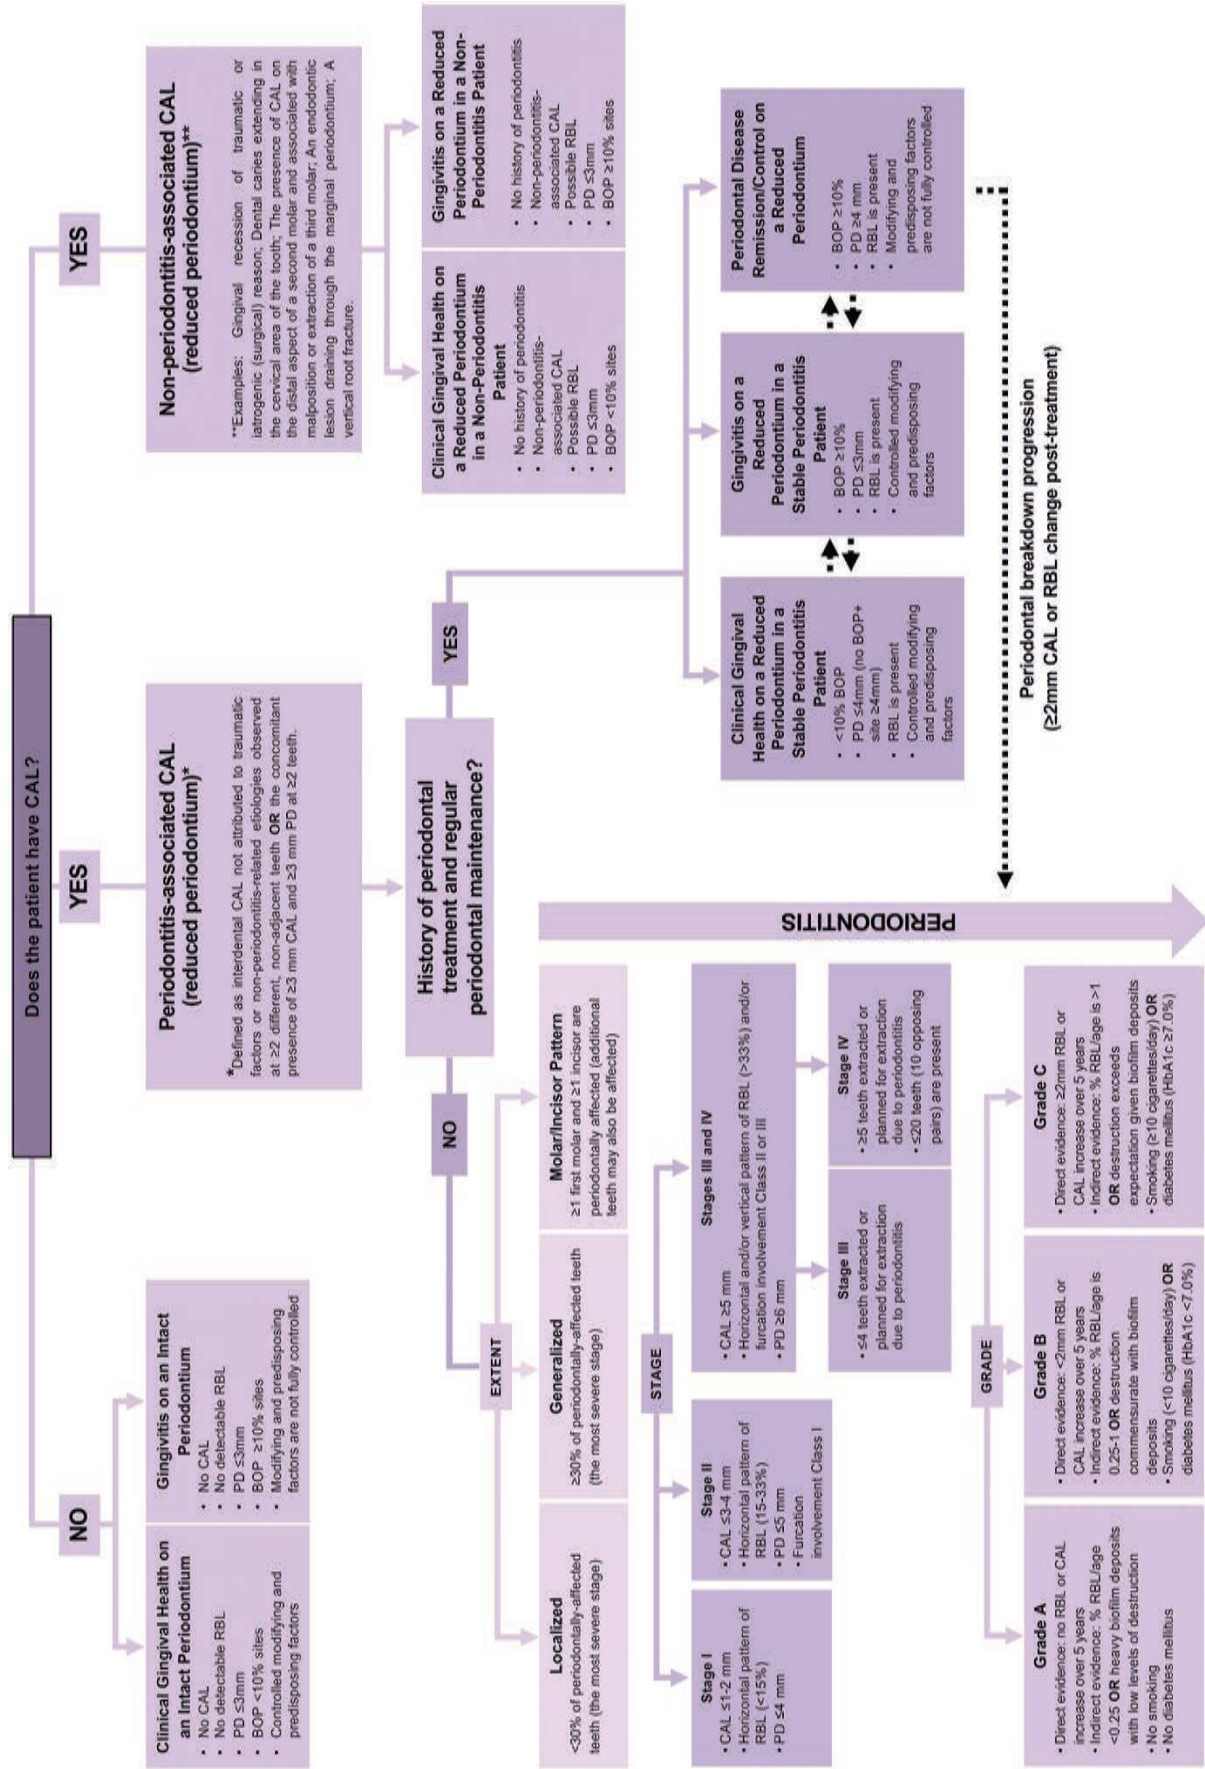 Does the patient have CAL?
NO
YES
YES
Clinical Gingival Health on
an Intact Periodontium
• No CAL
• No detectable RBL
• PD ≤3mm
• BOP <10% sites
• Controlled modifying and
predisposing factors
Gingivitis on an Intact
Periodontium
• No CAL
• No detectable RBL
• PD ≤3mm
• BOP ≥10% sites
• Modifying and predisposing
factors are not fully controlled
Periodontitis-associated CAL
(reduced periodontium)*
*Defined as interdental CAL not attributed to traumatic
factors or non-periodontitis-related etiologies observed
at ≥2 different, non-adjacent teeth OR the concomitant
presence of ≥3 mm CAL and ≥3 mm PD at ≥2 teeth.
Non-periodontitis-associated CAL
(reduced periodontium)**
**Examples: Gingival recession of traumatic or
iatrogenic (surgical) reason; Dental caries extending in
the cervical area of the tooth; The presence of CAL on
the distal aspect of a second molar and associated with
malposition or extraction of a third molar; An endodontic
lesion draining through the marginal periodontium; A
vertical root fracture.
Clinical Gingival Health on
a Reduced Periodontium
in a Non-Periodontitis
Patient
• No history of periodontitis
• Non-periodontitis-
associated CAL
• Possible RBL
• PD ≤3mm
• BOP <10% sites
Gingivitis on a Reduced
Periodontium in a Non-
Periodontitis Patient
• No history of periodontitis
• Non-periodontitis-
associated CAL
• Possible RBL
• PD ≤3mm
• BOP ≥10% sites
History of periodontal
treatment and regular
periodontal maintenance?
NO
YES
Clinical Gingival
Health on a Reduced
Periodontium in a
Stable Periodontitis
Patient
• <10% BOP
• PD ≤4mm (no BOP+
site ≥4mm)
• RBL is present
• Controlled modifying
and predisposing
factors
Gingivitis on a
Reduced
Periodontium in a
Stable Periodontitis
Patient
• BOP ≥10%
• PD ≤3mm
• RBL is present
• Controlled modifying
and predisposing
factors
Periodontal Disease
Remission/Control on
a Reduced
Periodontium
• BOP ≥10%
• PD ≥4 mm
• RBL is present
• Modifying and
predisposing factors
are not fully controlled
Periodontal breakdown progression
(≥2mm CAL or RBL change post-treatment)
PERIODONTITIS
EXTENT
Localized
<30% of periodontally-affected
teeth (the most severe stage)
Generalized
≥30% of periodontally-affected teeth
(the most severe stage)
Molar/Incisor Pattern
≥1 first molar and ≥1 incisor are
periodontally affected (additional
teeth may also be affected)
STAGE
Stage I
• CAL ≤1-2 mm
• Horizontal pattern of
RBL (<15%)
• PD ≤4 mm
Stage II
• CAL ≤3-4 mm
• Horizontal pattern of
RBL (15-33%)
• PD ≤5 mm
• Furcation
involvement Class I
Stages III and IV
• CAL ≥5 mm
• Horizontal and/or vertical pattern of RBL (>33%) and/or
furcation involvement Class II or III
• PD ≥6 mm
Stage III
• ≤4 teeth extracted or
planned for extraction
due to periodontitis
Stage IV
• ≥5 teeth extracted or
planned for extraction
due to periodontitis
• ≤20 teeth (10 opposing
pairs) are present
GRADE
Grade A
• Direct evidence: no RBL or CAL
increase over 5 years
• Indirect evidence: % RBL/age
<0.25 OR heavy biofilm deposits
with low levels of destruction
• No smoking
• No diabetes mellitus
Grade B
• Direct evidence: <2mm RBL or
CAL increase over 5 years
• Indirect evidence: % RBL/age is
0.25-1 OR destruction
commensurate with biofilm
deposits
• Smoking (<10 cigarettes/day) OR
diabetes mellitus (HbA1c <7.0%)
Grade C
• Direct evidence: ≥2mm RBL or
CAL increase over 5 years
• Indirect evidence: % RBL/age is >1
OR destruction exceeds
expectation given biofilm deposits
• Smoking (≥10 cigarettes/day) OR
diabetes mellitus (HbA1c ≥7.0%)